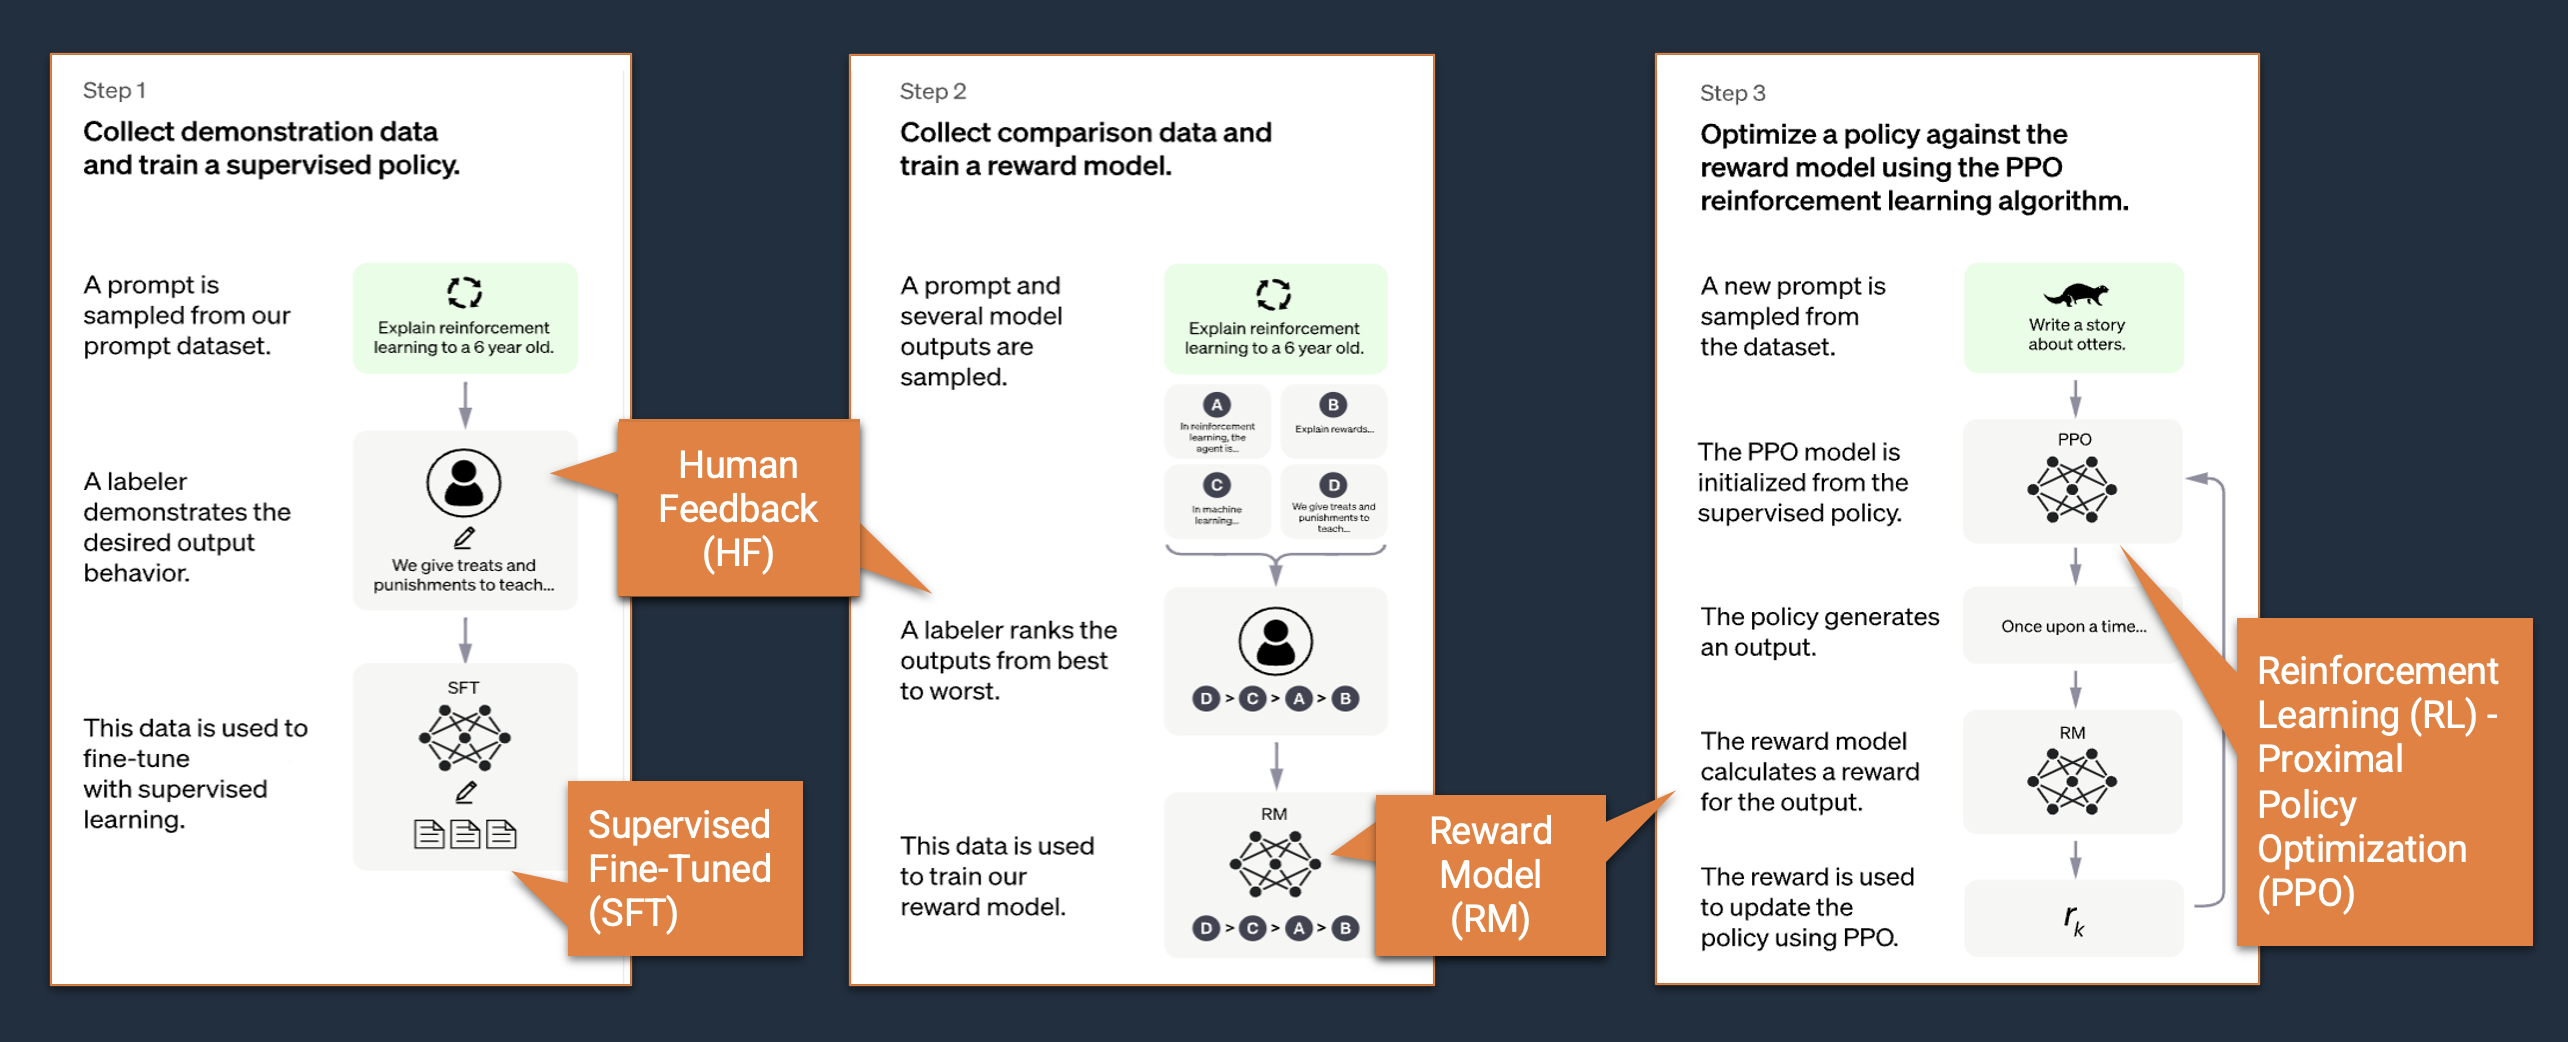 Step 1
Collect demonstration data
and train a supervised policy.
A prompt is
sampled from our
prompt dataset.
Explain reinforcement
learning to a 6 year old.
A labeler
demonstrates the
desired output
behavior.
We give treats and
punishments to teach...
This data is used to
fine-tune
with supervised
learning.
SFT
Human
Feedback
(HF)
Supervised
Fine-Tuned
(SFT)
Step 2
Collect comparison data and
train a reward model.
A prompt and
several model
outputs are
sampled.
Explain reinforcement
learning to a 6 year old.
A
In reinforcement
learning, the
agent is...
B
Explain rewards...
C
In machine
learning...
D
We give treats and
punishments to
teach...
A labeler ranks the
outputs from best
to worst.
D > C > A > B
This data is used
to train our
reward model.
RM
D > C > A > B
Reward
Model
(RM)
Step 3
Optimize a policy against the
reward model using the PPO
reinforcement learning algorithm.
A new prompt is
sampled from
the dataset.
Write a story
about otters.
The PPO model is
initialized from the
supervised policy.
PPO
The policy generates
an output.
Once upon a time...
The reward model
calculates a reward
for the output.
RM
The reward is used
to update the
policy using PPO.
rk
Reinforcement
Learning (RL) -
Proximal
Policy
Optimization
(PPO)